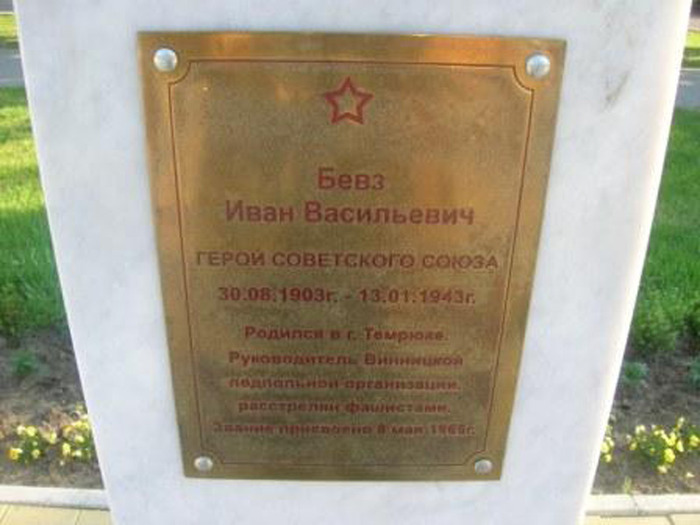 Бевз
Иван Васильевич
ГЕРОЙ СОВЕТСКОГО СОЮЗА
30.08.1903г. - 13.01.1943г.
Родился в г. Темрюке.
Руководитель Винницкой
подпольной организации,
расстрелян фашистами.
Звание присвоено 8 мая 1965г.